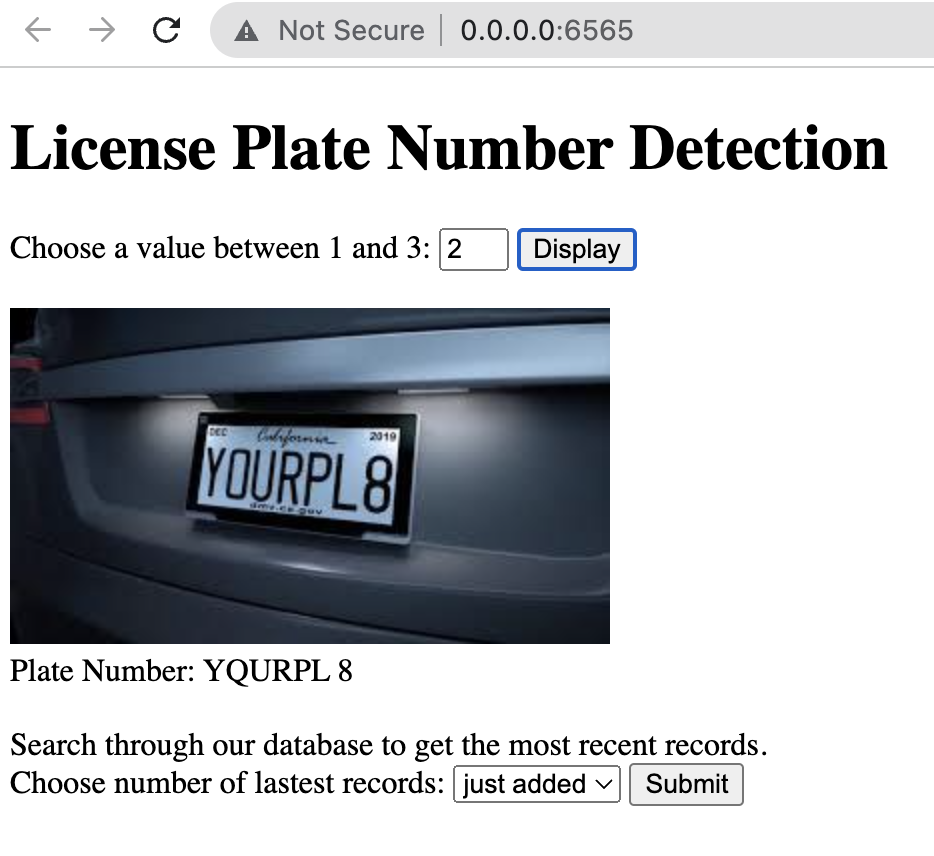 Not Secure | 0.0.0.0:6565
License Plate Number Detection
Choose a value between 1 and 3: 2 Display
DEC California 2019
YOURPL8
dmv.ca.gov
Plate Number: YQURPL 8
Search through our database to get the most recent records.
Choose number of lastest records: just added Submit